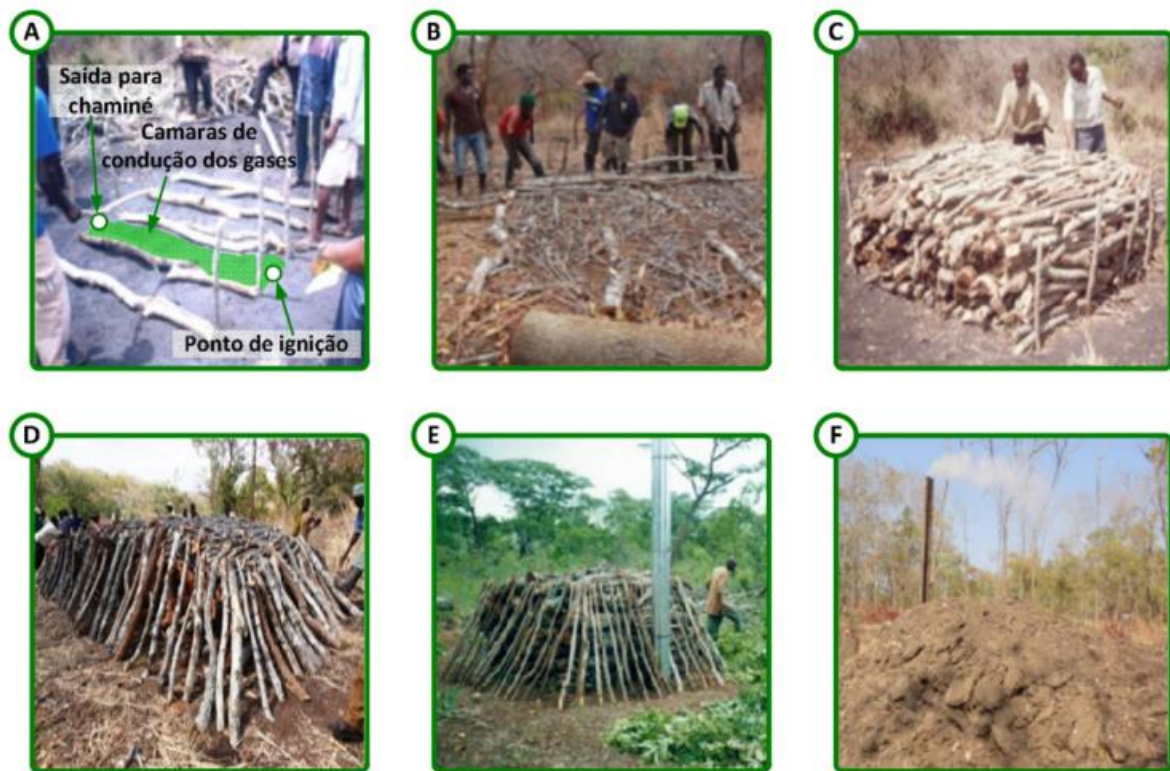 A
Saída para
chaminé
Camaras de
condução dos gases
Ponto de ignição
B
C
D
E
F